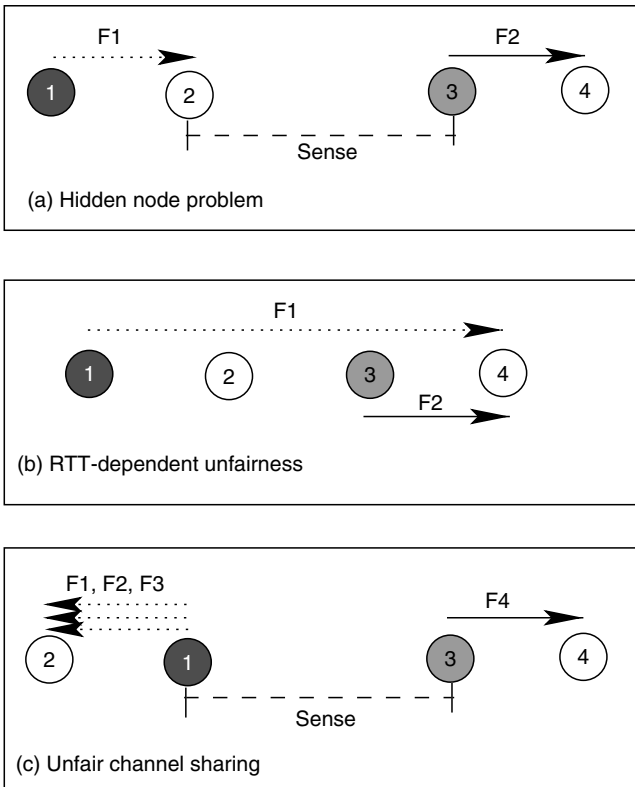 F1
F2
1
2
3
4
Sense
(a) Hidden node problem
F1
1
2
3
4
F2
(b) RTT-dependent unfairness
F1, F2, F3
F4
2
1
3
4
Sense
(c) Unfair channel sharing